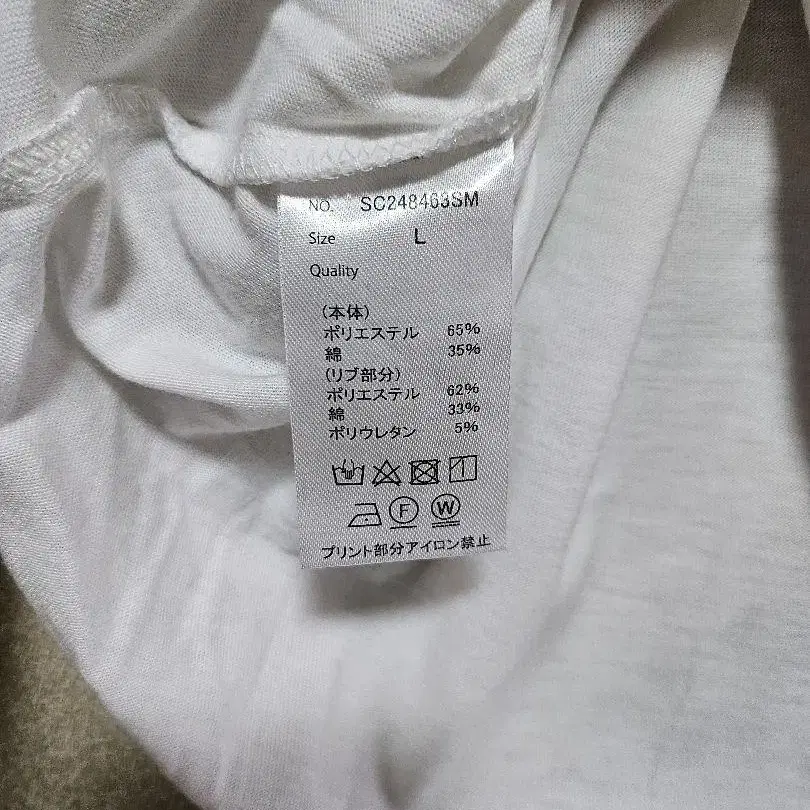 NO. SC248463SM
Size L
Quality
(本体)
ポリエステル 65%
綿 35%
(リブ部分)
ポリエステル 62%
綿 33%
ポリウレタン 5%
F W
プリント部分アイロン禁止